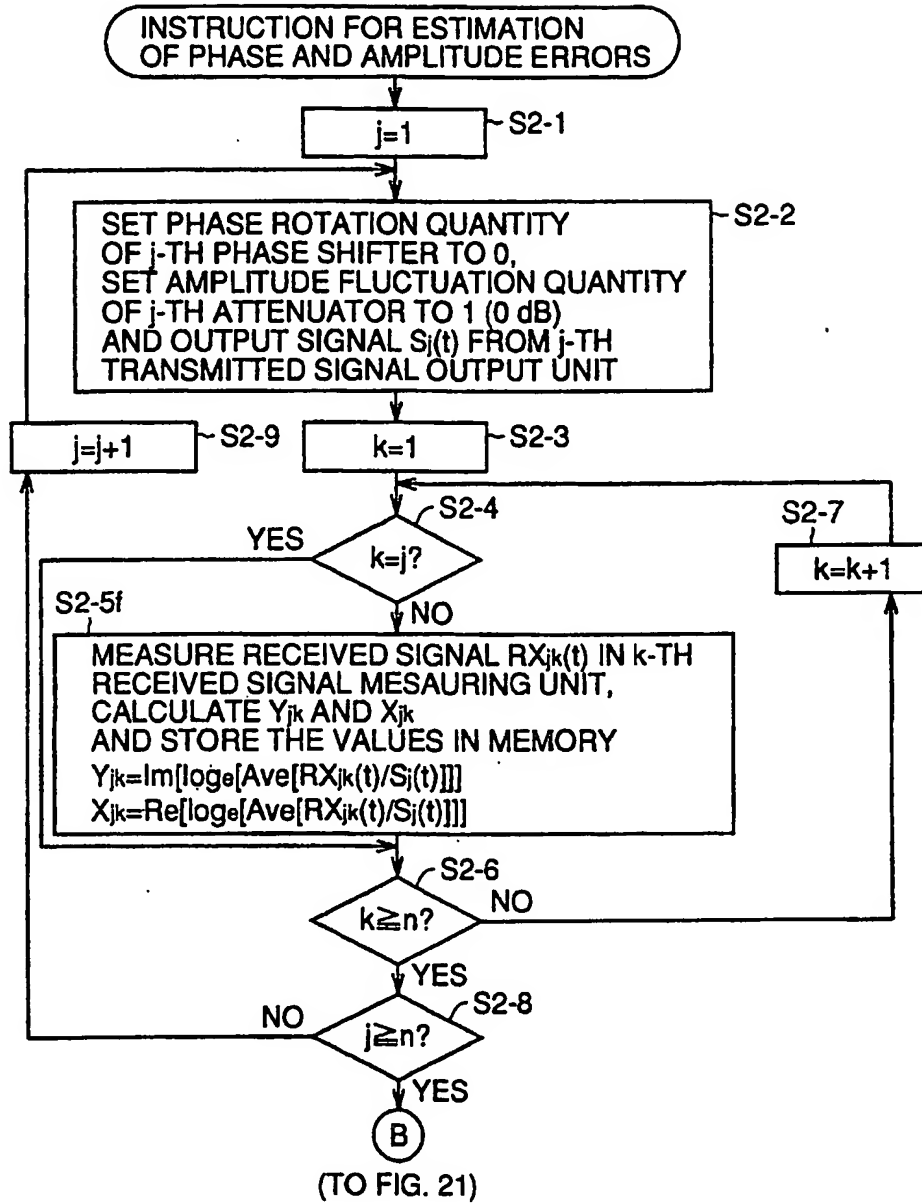 INSTRUCTION FOR ESTIMATION
OF PHASE AND AMPLITUDE ERRORS
j=1
S2-1
SET PHASE ROTATION QUANTITY
OF j-TH PHASE SHIFTER TO 0,
SET AMPLITUDE FLUCTUATION QUANTITY
OF j-TH ATTENUATOR TO 1 (0 dB)
AND OUTPUT SIGNAL Sj(t) FROM j-TH
TRANSMITTED SIGNAL OUTPUT UNIT
S2-2
j=j+1
S2-9
k=1
S2-3
S2-4
YES
k=j?
NO
S2-7
k=k+1
S2-5f
MEASURE RECEIVED SIGNAL RXjk(t) IN k-TH
RECEIVED SIGNAL MESAURING UNIT,
CALCULATE Yjk AND Xjk
AND STORE THE VALUES IN MEMORY
Yjk=Im[loge[Ave[RXjk(t)/Sj(t)]]]
Xjk=Re[loge[Ave[RXjk(t)/Sj(t)]]]
S2-6
k≧n?
NO
YES
S2-8
NO
j≧n?
YES
B
(TO FIG. 21)